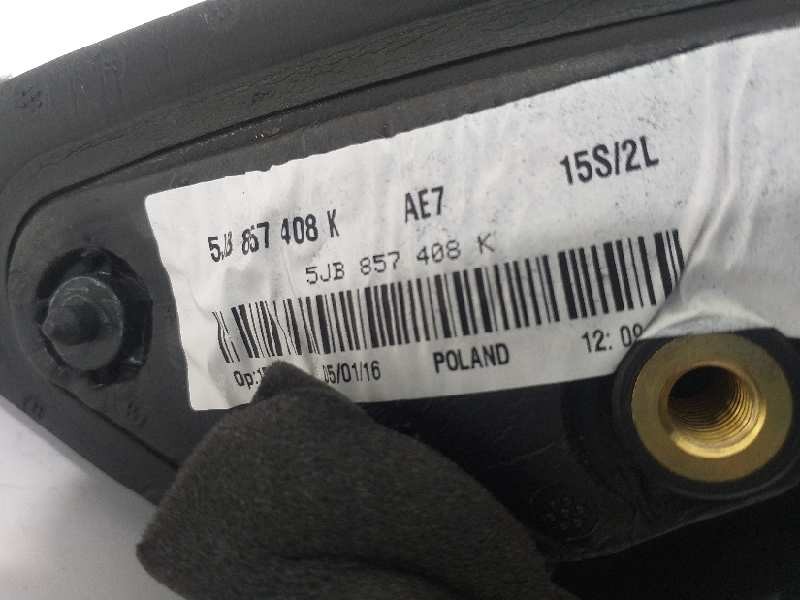 5JB 857 408 K AE7 15S/2L
5JB 857 408 K
05/01/16 POLAND 12: